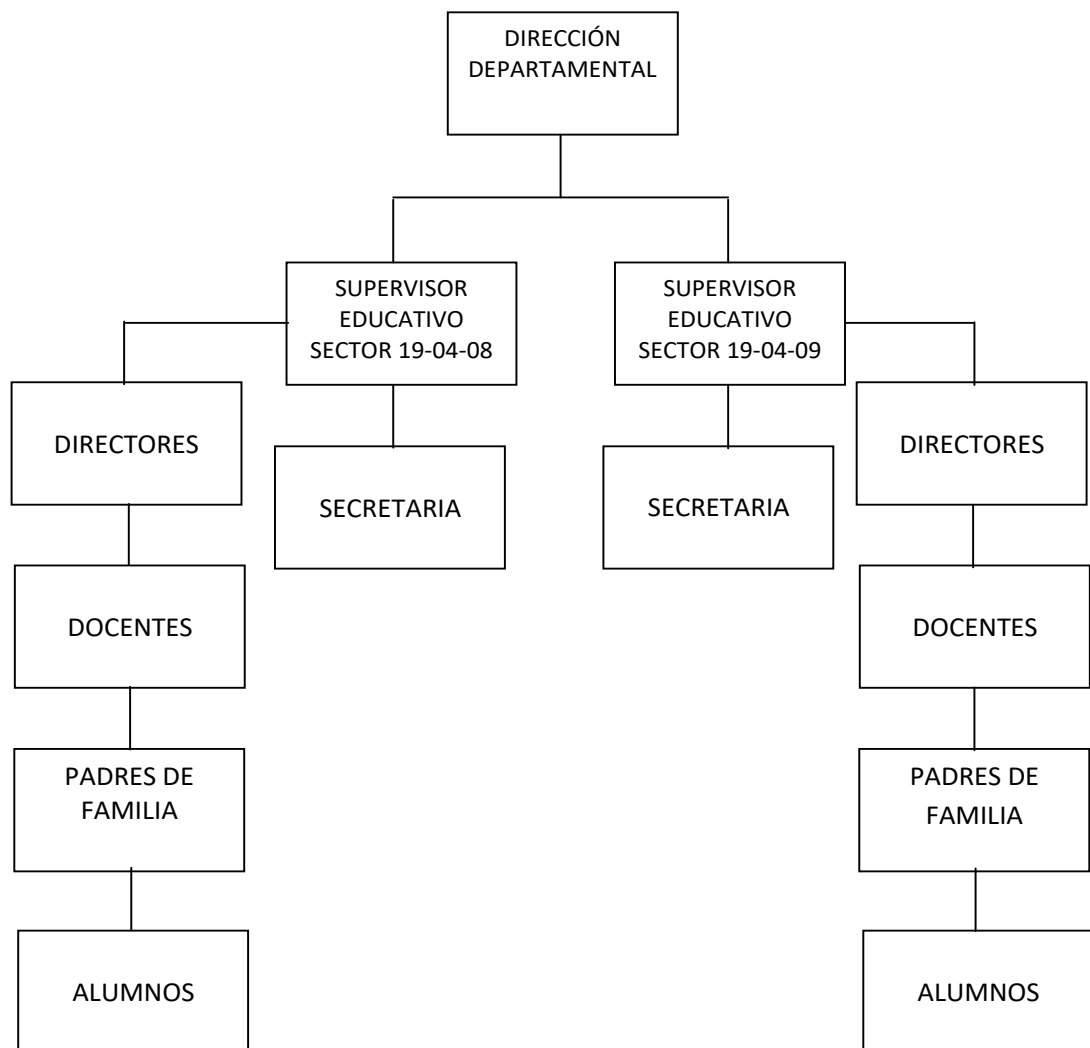 DIRECCIÓN
DEPARTAMENTAL
SUPERVISOR
EDUCATIVO
SECTOR 19-04-08
SUPERVISOR
EDUCATIVO
SECTOR 19-04-09
DIRECTORES
SECRETARIA
SECRETARIA
DIRECTORES
DOCENTES
DOCENTES
PADRES DE
FAMILIA
PADRES DE
FAMILIA
ALUMNOS
ALUMNOS